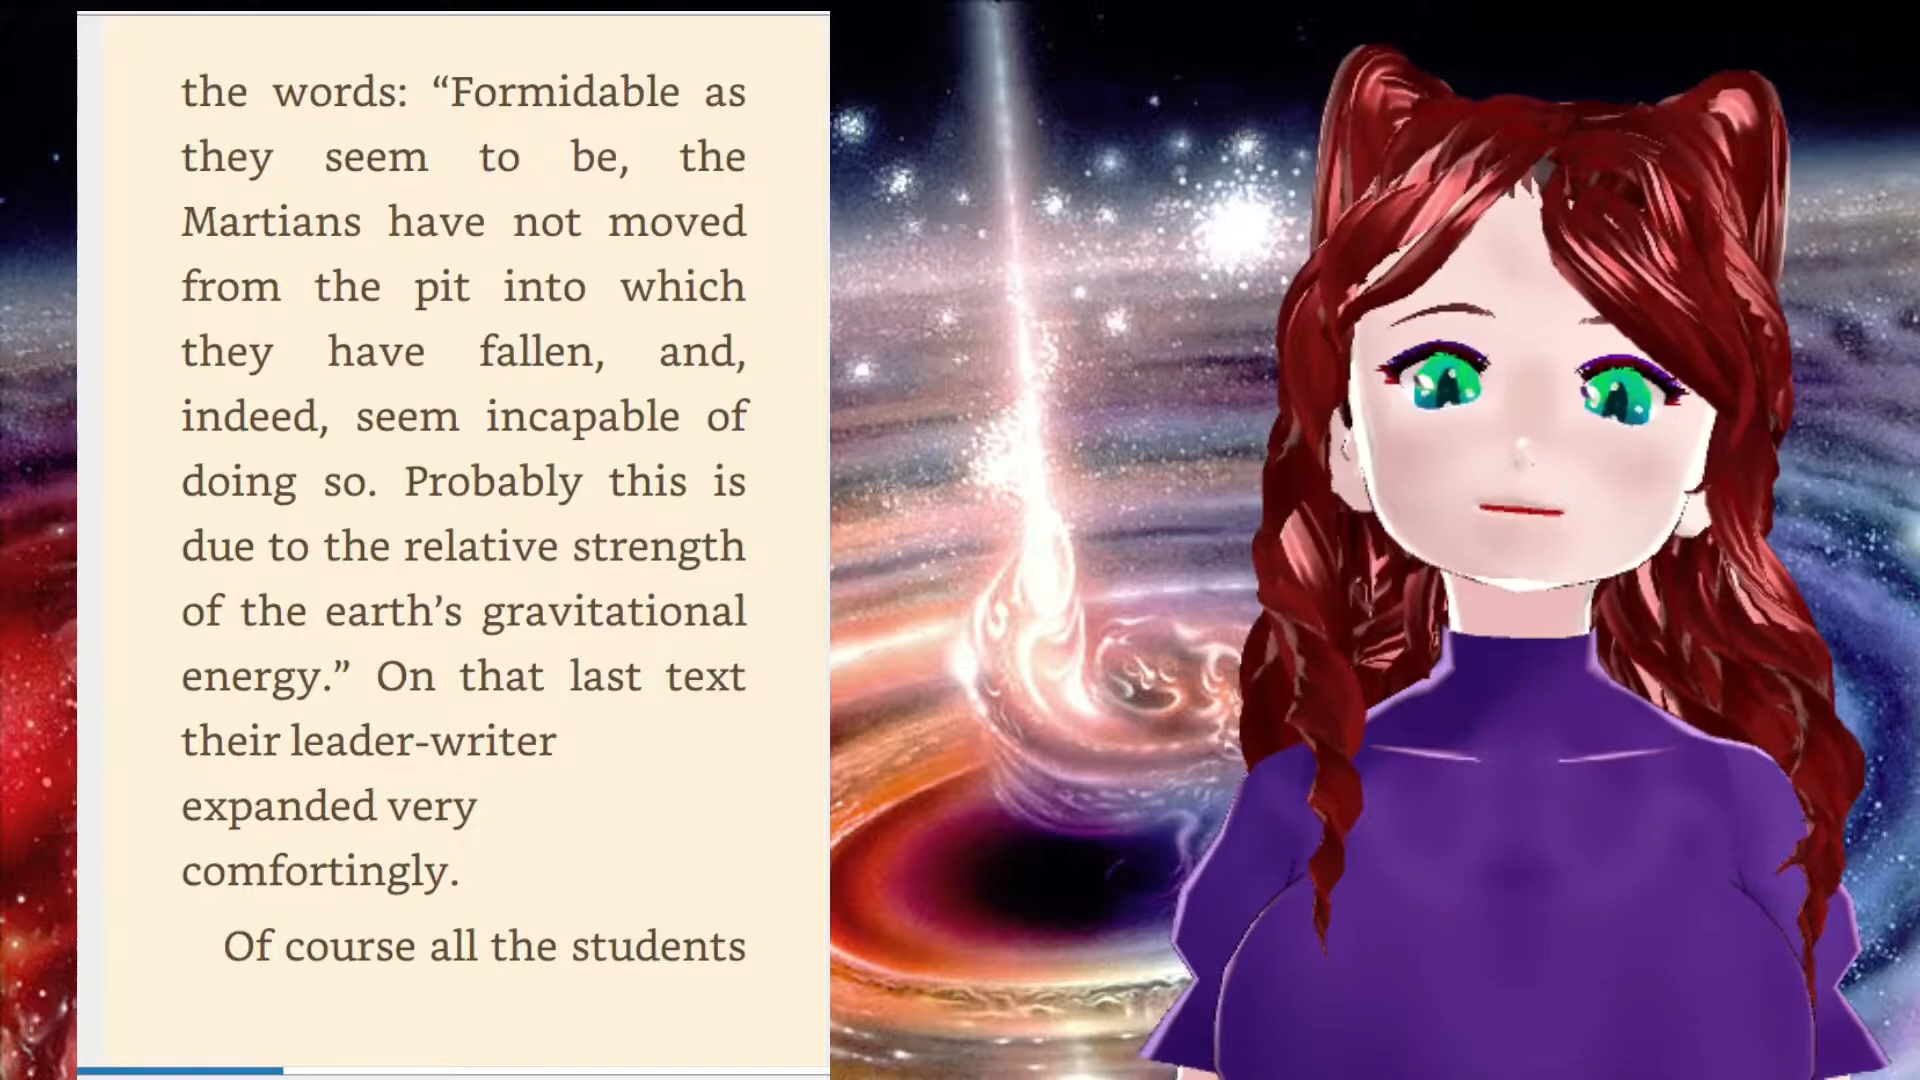 the words: “Formidable as
they seem to be, the
Martians have not moved
from the pit into which
they have fallen, and,
indeed, seem incapable of
doing so. Probably this is
due to the relative strength
of the earth’s gravitational
energy.” On that last text
their leader-writer
expanded very
comfortingly.
Of course all the students